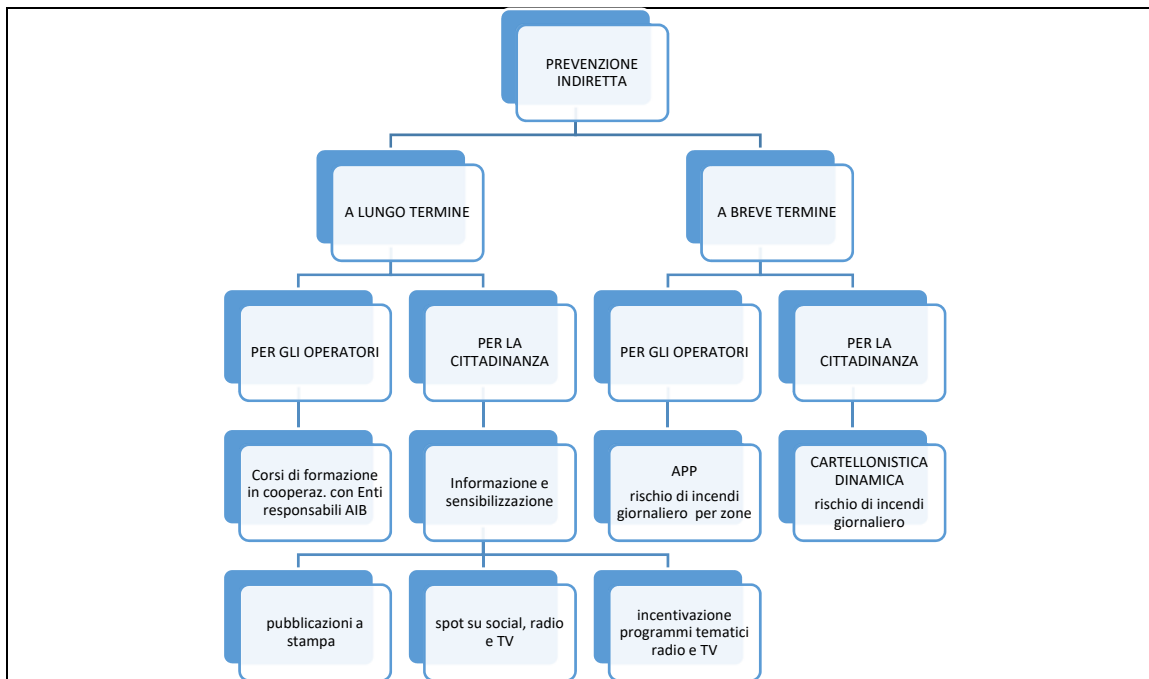 PREVENZIONE
INDIRETTA
A LUNGO TERMINE
A BREVE TERMINE
PER GLI OPERATORI
PER LA
CITTADINANZA
PER GLI OPERATORI
PER LA
CITTADINANZA
Corsi di formazione
in cooperaz. con Enti
responsabili AIB
Informazione e
sensibilizzazione
APP
rischio di incendi
giornaliero per zone
CARTELLONISTICA
DINAMICA
rischio di incendi
giornaliero
pubblicazioni a
stampa
spot su social, radio
e TV
incentivazione
programmi tematici
radio e TV